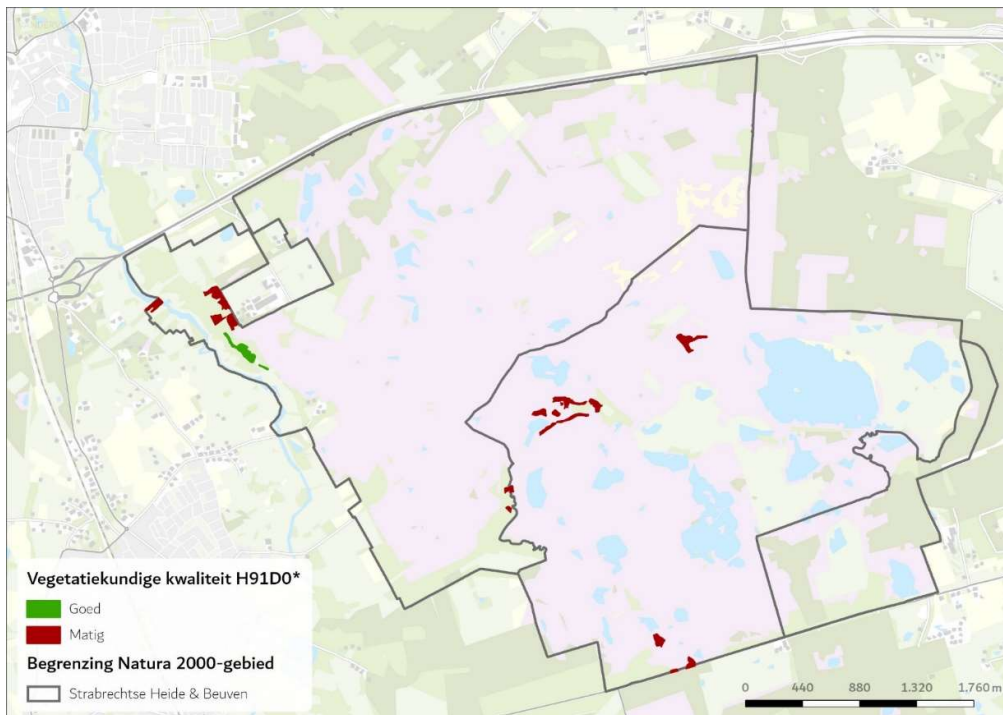 Vegetatiekundige kwaliteit H91D0*
Goed
Matig
Begrenzing Natura 2000-gebied
Strabrechtse Heide & Beuven
0 440 880 1.320 1.760 m